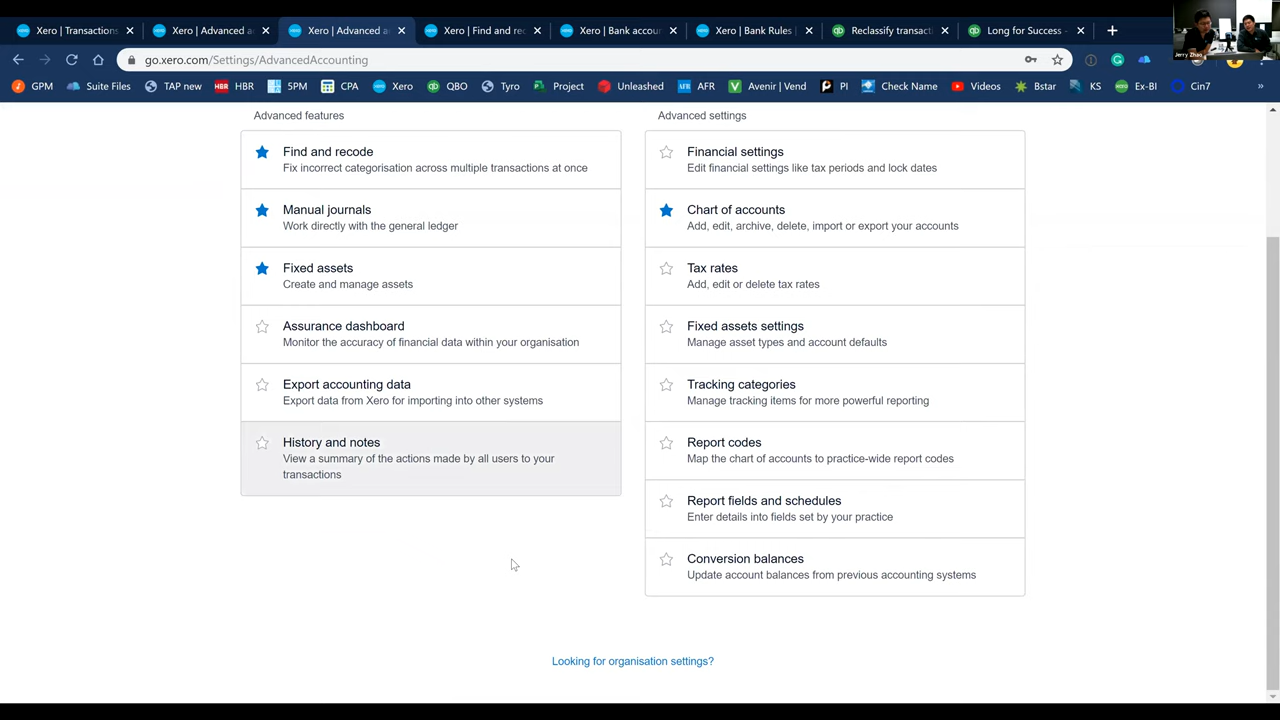 Xero | Transactions
Xero | Advanced a
Xero | Advanced a
Xero | Find and re
Xero | Bank accou
Xero | Bank Rules |
Reclassify transacti
Long for Success -
Jerry Zhao
go.xero.com/Settings/AdvancedAccounting
GPM
Suite Files
TAP new
HBR HBR
5PM
CPA
Xero
QBO
Tyro
Project
Unleashed
AFR AFR
Avenir | Vend
PI
Check Name
Videos
Bstar
KS
Ex-BI
Cin7
Advanced features
Find and recode
Fix incorrect categorisation across multiple transactions at once
Manual journals
Work directly with the general ledger
Fixed assets
Create and manage assets
Assurance dashboard
Monitor the accuracy of financial data within your organisation
Export accounting data
Export data from Xero for importing into other systems
History and notes
View a summary of the actions made by all users to your
transactions
Advanced settings
Financial settings
Edit financial settings like tax periods and lock dates
Chart of accounts
Add, edit, archive, delete, import or export your accounts
Tax rates
Add, edit or delete tax rates
Fixed assets settings
Manage asset types and account defaults
Tracking categories
Manage tracking items for more powerful reporting
Report codes
Map the chart of accounts to practice-wide report codes
Report fields and schedules
Enter details into fields set by your practice
Conversion balances
Update account balances from previous accounting systems
Looking for organisation settings?